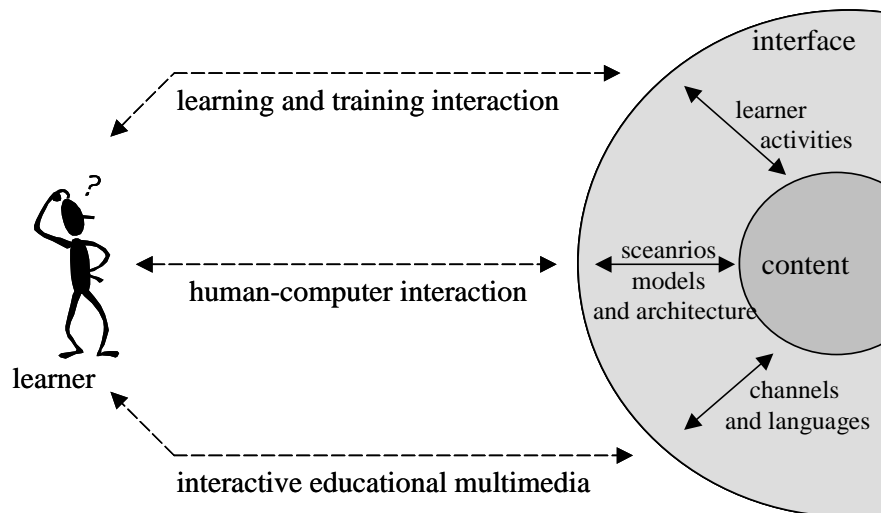 interface
learning and training interaction
learner
activities
?
sceanrios
models
and architecture
content
human-computer interaction
learner
channels
and languages
interactive educational multimedia